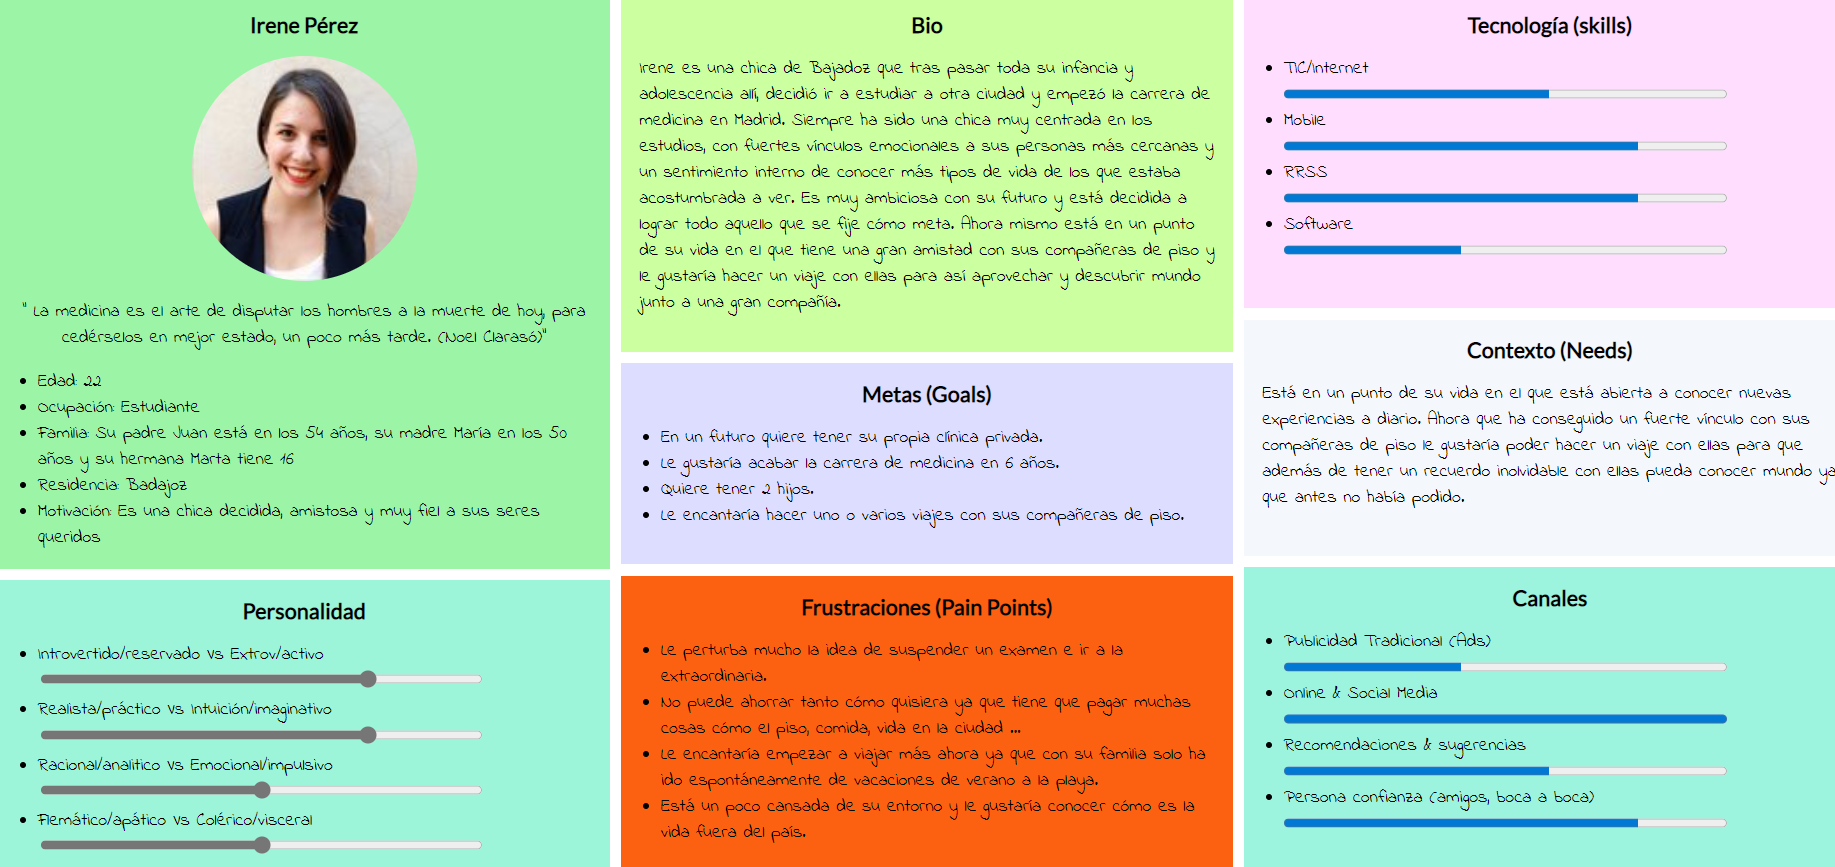 Irene Pérez
" La medicina es el arte de disputar los hombres a la muerte de hoy, para
cedérselos en mejor estado, un poco más tarde. (Noel Clarasó)"
• Edad: 22
• Ocupación: Estudiante
• Familia: Su padre Juan está en los 54 años, su madre María en los 50
años y su hermana Marta tiene 16
• Residencia: Badajoz
• Motivación: Es una chica decidida, amistosa y muy fiel a sus seres
queridos
Personalidad
• Introvertido/reservado Vs Extrov/activo
• Realista/práctico Vs Intuición/imaginativo
• Racional/analitico Vs Emocional/impulsivo
• Flemático/apático Vs Colérico/visceral
Bio
Irene es una chica de Bajadoz que tras pasar toda su infancia y
adolescencia allí, decidió ir a estudiar a otra ciudad y empezó la carrera de
medicina en Madrid. Siempre ha sido una chica muy centrada en los
estudios, con fuertes vínculos emocionales a sus personas más cercanas y
un sentimiento interno de conocer más tipos de vida de los que estaba
acostumbrada a ver. Es muy ambiciosa con su futuro y está decidida a
lograr todo aquello que se fije cómo meta. Ahora mismo está en un punto
de su vida en el que tiene una gran amistad con sus compañeras de piso y
le gustaría hacer un viaje con ellas para así aprovechar y descubrir mundo
junto a una gran compañía.
Metas (Goals)
• En un futuro quiere tener su propia clínica privada.
• Le gustaría acabar la carrera de medicina en 6 años.
• Quiere tener 2 hijos.
• Le encantaría hacer uno o varios viajes con sus compañeras de piso.
Frustraciones (Pain Points)
• Le perturba mucho la idea de suspender un examen e ir a la
extraordinaria.
• No puede ahorrar tanto cómo quisiera ya que tiene que pagar muchas
cosas cómo el piso, comida, vida en la ciudad ...
• Le encantaría empezar a viajar más ahora ya que con su familia solo ha
ido espontáneamente de vacaciones de verano a la playa.
• Está un poco cansada de su entorno y le gustaría conocer cómo es la
vida fuera del país.
Tecnología (skills)
• TIC/Internet
• Mobile
• RRSS
• Software
Contexto (Needs)
Está en un punto de su vida en el que está abierta a conocer nuevas
experiencias a diario. Ahora que ha conseguido un fuerte vínculo con sus
compañeras de piso le gustaría poder hacer un viaje con ellas para que
además de tener un recuerdo inolvidable con ellas pueda conocer mundo ya
que antes no había podido.
Canales
• Publicidad Tradicional (Ads)
• Online & Social Media
• Recomendaciones & sugerencias
• Persona confianza (amigos, boca a boca)